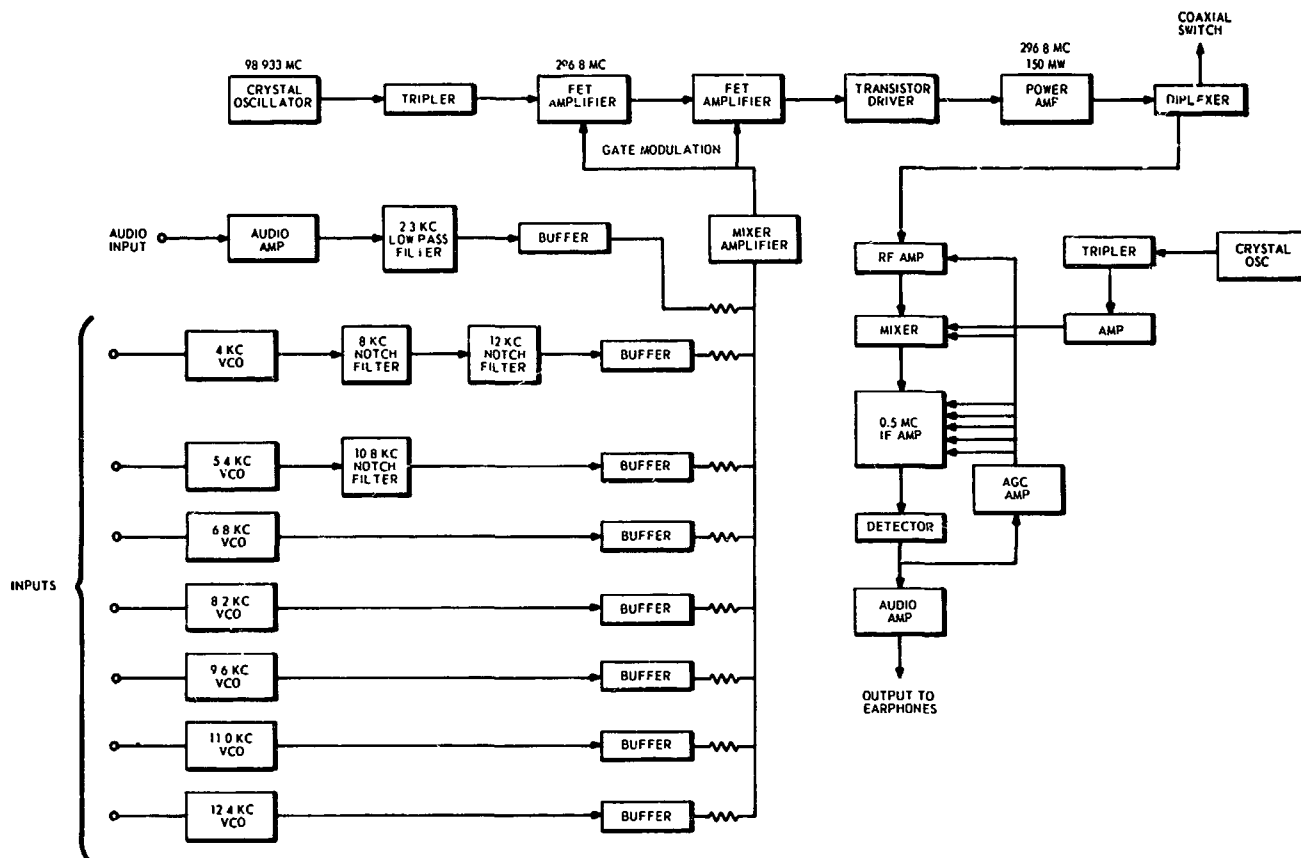 COAXIAL
SWITCH
98 933 MC
CRYSTAL
OSCILLATOR
TRIPLER
296 8 MC
FET
AMPLIFIER
FET
AMPLIFIER
TRANSISTOR
DRIVER
296 8 MC
150 MW
POWER
AMP
DIPLEXER
GATE MODULATION
AUDIO
INPUT
AUDIO
AMP
2 3 KC
LOW PASS
FILTER
BUFFER
MIXER
AMPLIFIER
RF AMP
TRIPLER
CRYSTAL
OSC
MIXER
AMP
4 KC
VCO
8 KC
NOTCH
FILTER
12 KC
NOTCH
FILTER
BUFFER
0.5 MC
IF AMP
5 4 KC
VCO
10 8 KC
NOTCH
FILTER
BUFFER
AGC
AMP
DETECTOR
6 8 KC
VCO
BUFFER
INPUTS
8 2 KC
VCO
BUFFER
AUDIO
AMP
9 6 KC
VCO
BUFFER
OUTPUT TO
EARPHONES
11 0 KC
VCO
BUFFER
12 4 KC
VCO
BUFFER